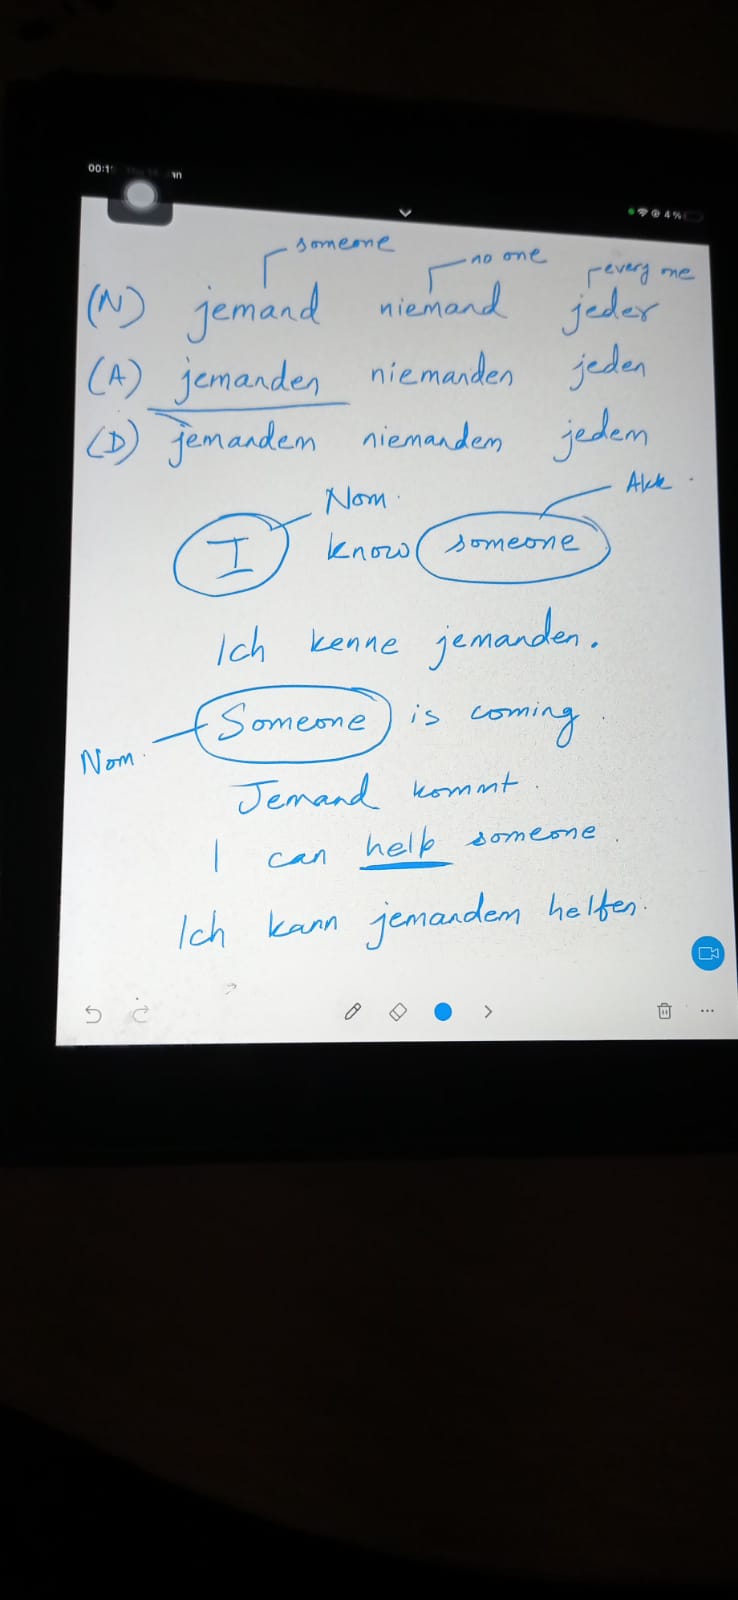 00:1
4%
someone
no one
every one
(N) jemand niemand jeder
(A) jemanden niemanden jeden
(D) jemandem niemandem jedem
Nom.
Akk.
I know someone
Ich kenne jemanden.
Someone is coming.
Nom.
Jemand kommt.
I can help someone.
Ich kann jemandem helfen.